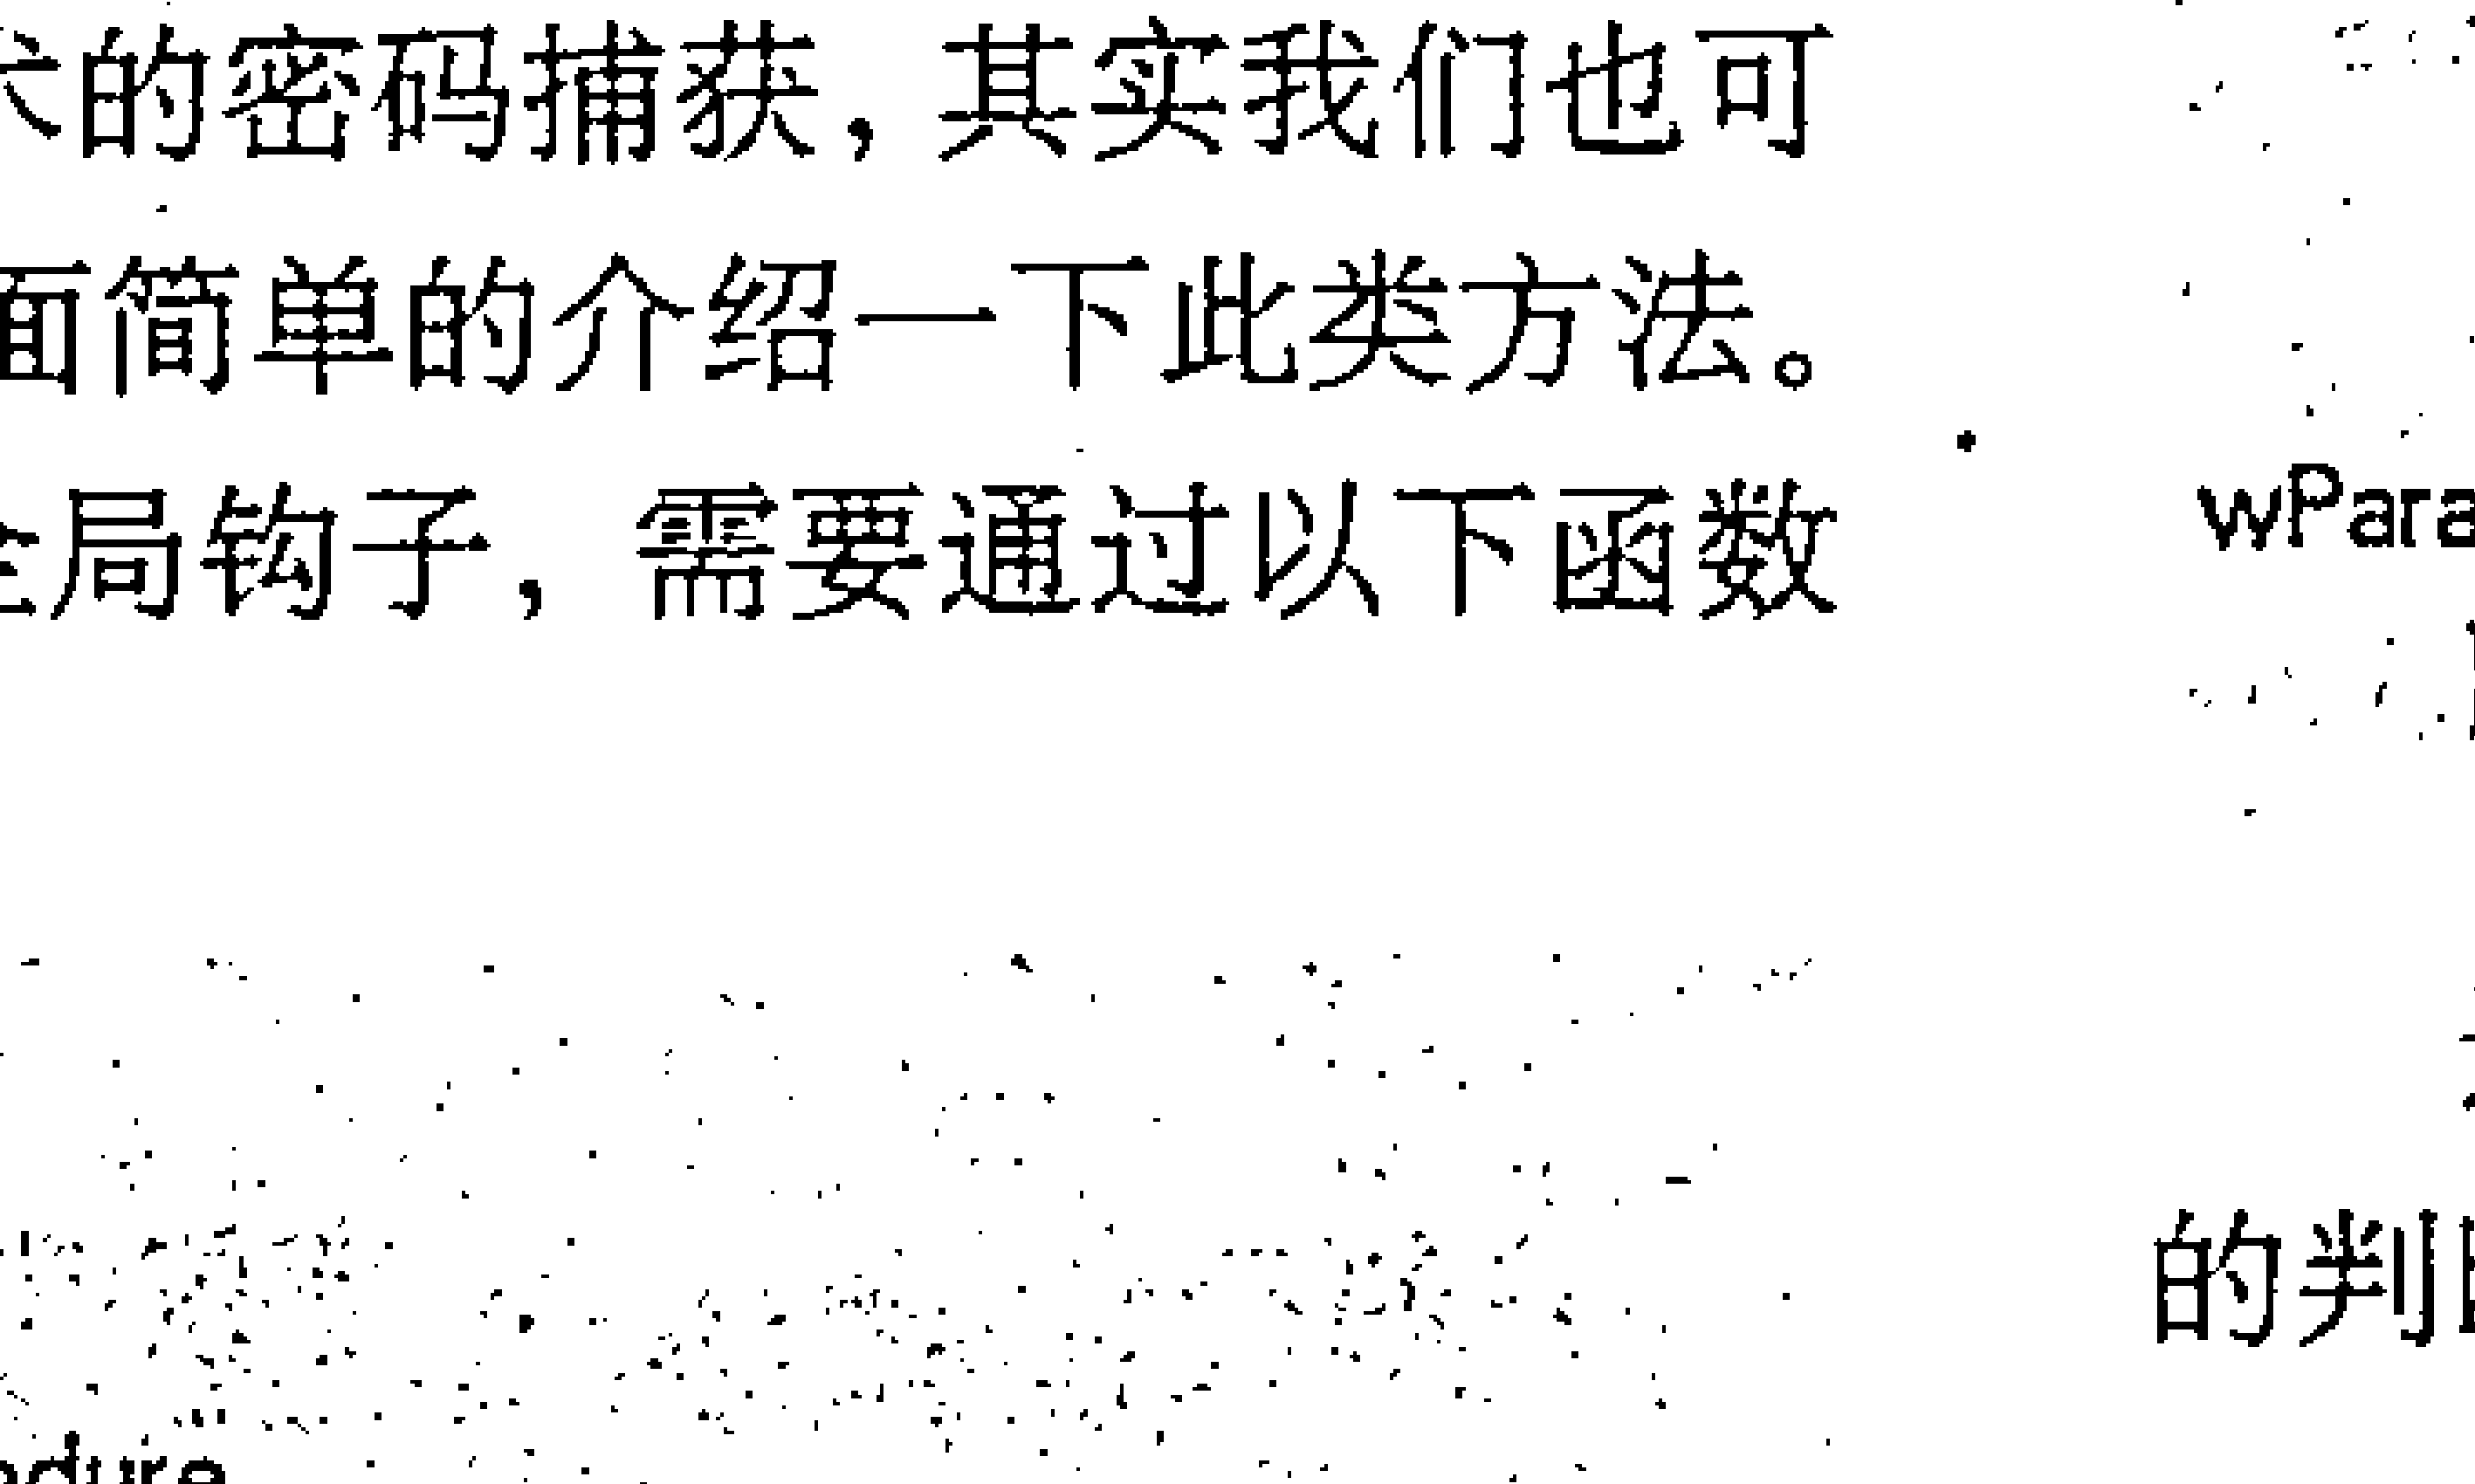 的密码捕获，其实我们也可
面简单的介绍一下此类方法。
全局钩子，需要通过以下函数
wPara
的判